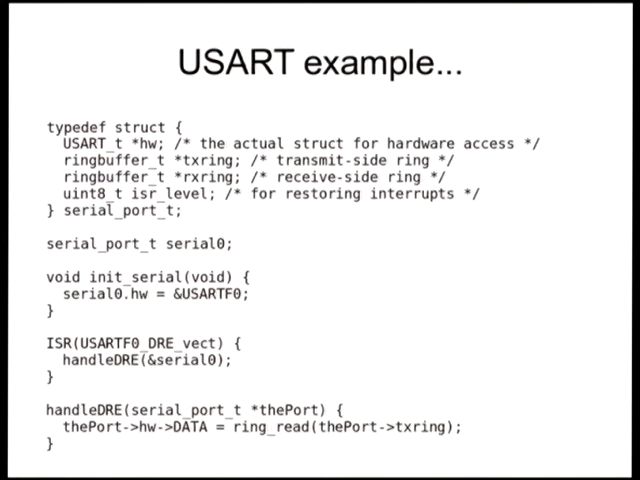 USART example...
typedef struct {
USART_t *hw; /* the actual struct for hardware access */
ringbuffer_t *txring; /* transmit-side ring */
ringbuffer_t *rxring; /* receive-side ring */
uint8_t isr_level; /* for restoring interrupts */
} serial_port_t;
serial_port_t serial0;
void init_serial(void) {
serial0.hw = &USARTF0;
}
ISR(USARTF0_DRE_vect) {
handleDRE(&serial0);
}
handleDRE(serial_port_t *thePort) {
thePort->hw->DATA = ring_read(thePort->txring);
}